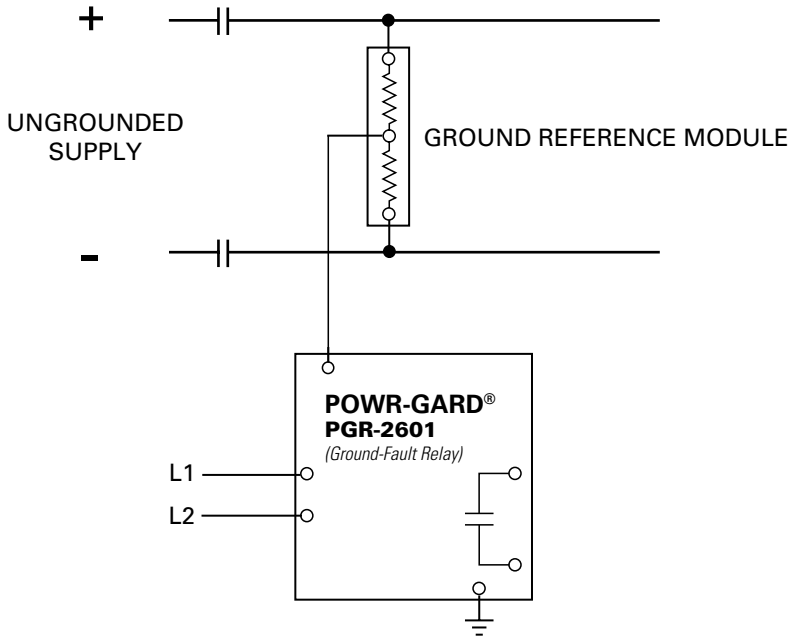 +
UNGROUNDED
SUPPLY
GROUND REFERENCE MODULE
-
POWR-GARD®
PGR-2601
(Ground-Fault Relay)
L1
L2